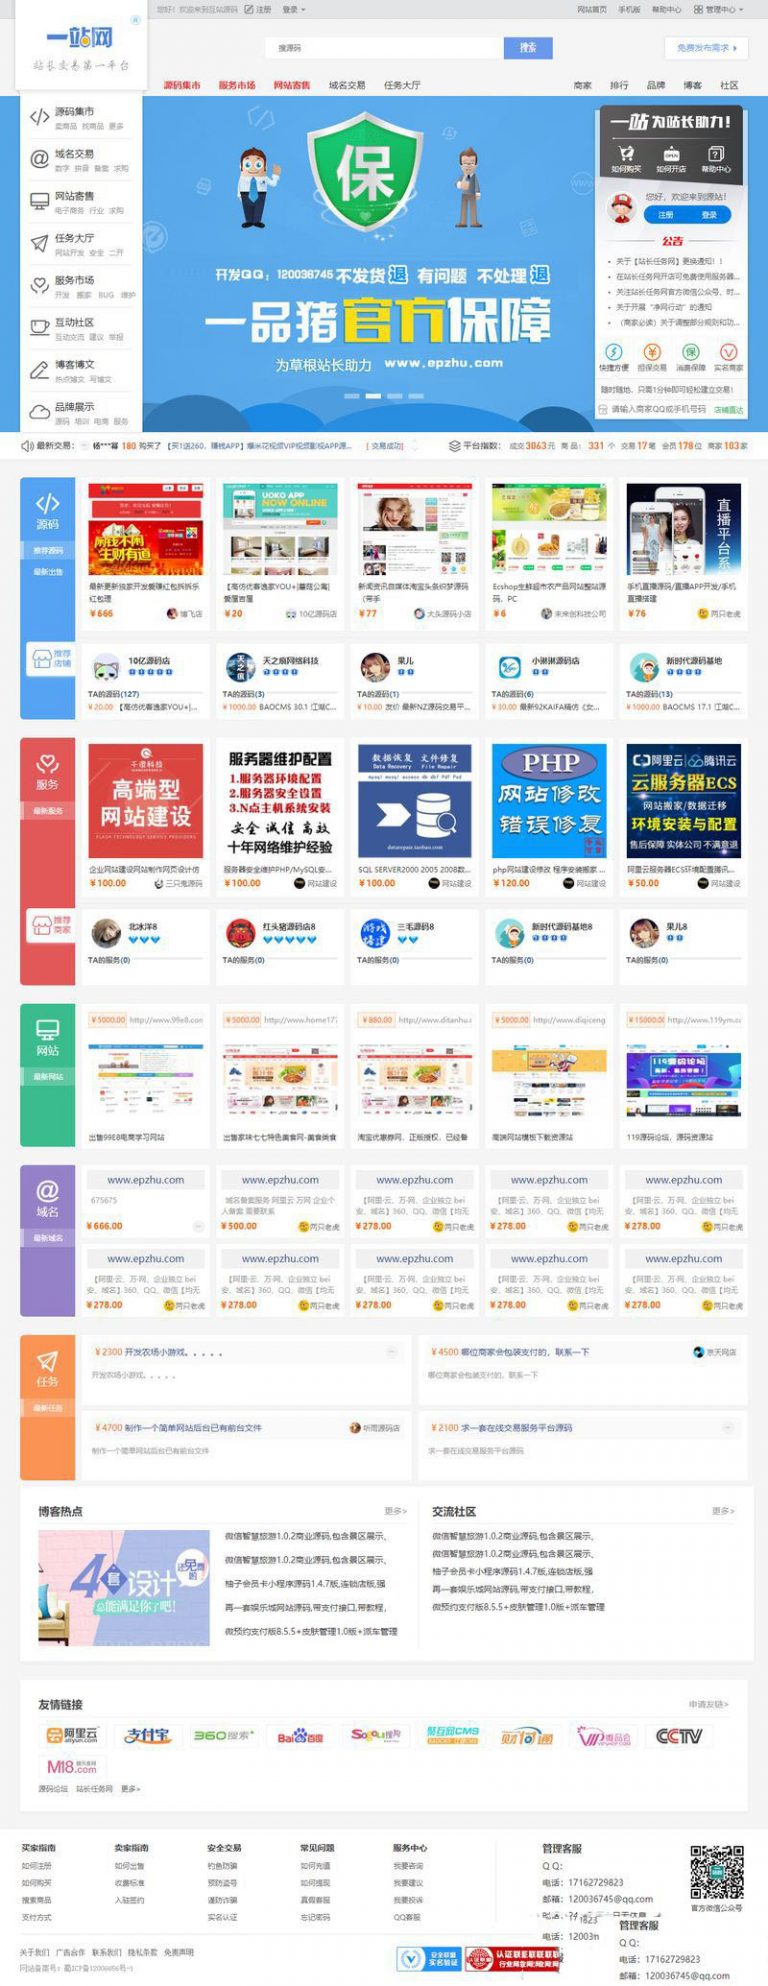 您好！欢迎来到互站源码 注册 登录
网站首页 手机版 帮助中心 管理中心
一站网
站长交易第一平台
搜源码 搜索
免费发布需求
源码集市 服务市场 网站寄售 域名交易 任务大厅
商家 排行 品牌 博客 社区
源码集市
卖商品 找商品 更多
域名交易
数字 拼音 备案 求购
网站寄售
电子商务 行业 求购
任务大厅
网站开发 安全 二开
服务市场
开发 搬家 BUG 维护
互动社区
互动交流 建议 举报
博客博文
热点博文 写博文
品牌展示
源码 培训 电商 服务
保
开发QQ：120036745 不发货退 有问题 不处理退
一品猪官方保障
为草根站长助力 www.epzhu.com
一站 为站长助力！
如何购买 如何开店 帮助中心
您好，欢迎来到源站！
注册 登录
公告
关于【站长任务网】更换通知！！
在站长任务网开店可免费使用服务器...
关注站长任务网官方微信公众号，时...
关于开展“净网行动”的通知
（商家必读）关于调整部分规则和功...
快捷方便 担保交易 消费保障 实名商家
随时随地，只需1分钟即可轻松建立交易！
请输入商家QQ或手机号码 店铺直达
最新交易： 杨***幂 180 购买了 【买1送260，赚钱APP】爆米花视频VIP视频影视APP源... [ 交易成功]
平台指数： 成交3063元 商品： 331 个 交易17笔 会员178位 商家103家
源码
推荐源码
最新出售
推荐店铺
UOKO APP
NOW ONLINE
直播平台系
最新更新独家开发爱赚红包拆拆乐
红包理
¥666 博飞店
【高仿优客逸家YOU+|蘑菇公寓|
爱屋吉屋
¥20 10亿源码店
新闻资讯自媒体淘宝头条织梦源码
（带手
¥77 大头源码小店
Ecshop生鲜超市农产品网站整站源
码，PC
¥6 未来创科技公司
手机直播源码/直播APP开发/手机
直播搭建
¥76 两只老虎
10亿源码店
TA的源码(127)
¥20.00 【高仿优客逸家YOU+|...
天之痕网络科技
TA的源码(3)
¥1000.00 BAOCMS 30.1 江湖C...
果儿
TA的源码(1)
¥10.00 发价 最新NZ源码交易平...
小淋淋源码店
TA的源码(6)
¥30.00 最新92KAIFA精仿《女...
新时代源码基地
TA的源码(13)
¥1000.00 BAOCMS 17.1 江湖C...
服务
最新服务
推荐商家
高端型
网站建设
服务器维护配置
1.服务器环境配置
2.服务器安全设置
3.N点主机系统安装
安全 诚信 高效
十年网络维护经验
数据恢复 文件修复
Data Recovery File Repair
datarepair.taobao.com
PHP
网站修改
错误修复
阿里云 腾讯云
云服务器ECS
网站搬家/数据迁移
环境安装与配置
售后保障 实体公司 不满意退
企业网站建设网站制作网页设计仿
¥100.00 三只鬼源码
服务器安全维护PHP/MySQL安...
¥100.00 网站建设
SQL SERVER2000 2005 2008数...
¥100.00 网站建设
php网站建设修改 程序安装搬家 ...
¥120.00 网站建设
阿里云服务器ECS环境配置腾讯...
¥50.00 网站建设
北冰洋8
TA的服务(0)
红头猪源码店8
TA的服务(0)
三毛源码8
TA的服务(0)
新时代源码基地8
TA的服务(0)
果儿8
TA的服务(0)
网站
最新网站
¥5000.00 http://www.99e8.con
¥5000.00 http://www.home177
¥880.00 http://www.ditanhu.c
¥5000.00 http://www.diqiceng
¥15000.00 http://www.119ym.c
出售99E8电商学习网站
出售家味七七特色美食网-美食美食
淘宝优惠券网、正版授权、已经备
高端网站模板下载资源站
119源码论坛，源码资源站
域名
最新域名
www.epzhu.com www.epzhu.com www.epzhu.com www.epzhu.com www.epzhu.com
675675
¥666.00
域名备案服务 阿里云 万网 企业个
人备案 需要联系
¥500.00 两只老虎
【阿里·云，万·网，企业独立 bei
安，域名】360，QQ，微信【均无
¥278.00 两只老虎
【阿里·云，万·网，企业独立 bei
安，域名】360，QQ，微信【均无
¥278.00 两只老虎
【阿里·云，万·网，企业独立 bei
安，域名】360，QQ，微信【均无
¥278.00 两只老虎
www.epzhu.com www.epzhu.com www.epzhu.com www.epzhu.com www.epzhu.com
【阿里·云，万·网，企业独立 bei
安，域名】360，QQ，微信【均无
¥278.00 两只老虎
【阿里·云，万·网，企业独立 bei
安，域名】360，QQ，微信【均无
¥278.00 两只老虎
【阿里·云，万·网，企业独立 bei
安，域名】360，QQ，微信【均无
¥278.00 两只老虎
【阿里·云，万·网，企业独立 bei
安，域名】360，QQ，微信【均无
¥278.00 两只老虎
【阿里·云，万·网，企业独立 bei
安，域名】360，QQ，微信【均无
¥278.00 两只老虎
任务
最新任务
¥2300 开发农场小游戏。。。。。
开发农场小游戏。。。。。
¥4500 哪位商家会包装支付的，联系一下 京天网店
哪位商家会包装支付的，联系一下
¥4700 制作一个简单网站后台已有前台文件 听雨源码店
制作一个简单网站后台已有前台文件
¥2100 求一套在线交易服务平台源码
求一套在线交易服务平台源码
博客热点 更多>
4套设计
总能满足你了吧！
微信智慧旅游1.0.2商业源码,包含景区展示、
微信智慧旅游1.0.2商业源码,包含景区展示、
柚子会员卡小程序源码1.4.7版,连锁店版,强
再一套娱乐城网站源码,带支付接口,带教程，
微预约支付版8.5.5+皮肤管理1.0版+派车管理
交流社区 更多>
微信智慧旅游1.0.2商业源码,包含景区展示、
微信智慧旅游1.0.2商业源码,包含景区展示、
柚子会员卡小程序源码1.4.7版,连锁店版,强
再一套娱乐城网站源码,带支付接口,带教程，
微预约支付版8.5.5+皮肤管理1.0版+派车管理
友情链接 申请友链>
阿里云 aliyun.com 支付宝 360搜索 Baidu百度 Sogou搜狗 聚互网CMS 财付通 VIP唯品会 CCTV
M18.com
源码论坛 站长任务网 更多>
买家指南
如何注册
如何购买
搜索商品
支付方式
卖家指南
如何出售
收费标准
入驻签约
安全交易
钓鱼防骗
预防盗号
谨防诈骗
实名认证
常见问题
如何充值
如何提现
真假客服
忘记密码
服务中心
我要咨询
我要建议
我要投诉
QQ客服
管理客服
Q Q：
电话：17162729823
邮箱：120036745@qq.com
官方微信公众号
管理客服
Q Q：
电话：17162729823
邮箱：120036745@qq.com
关于我们 广告合作 联系我们 隐私条款 免责声明
安全联盟
实名验证